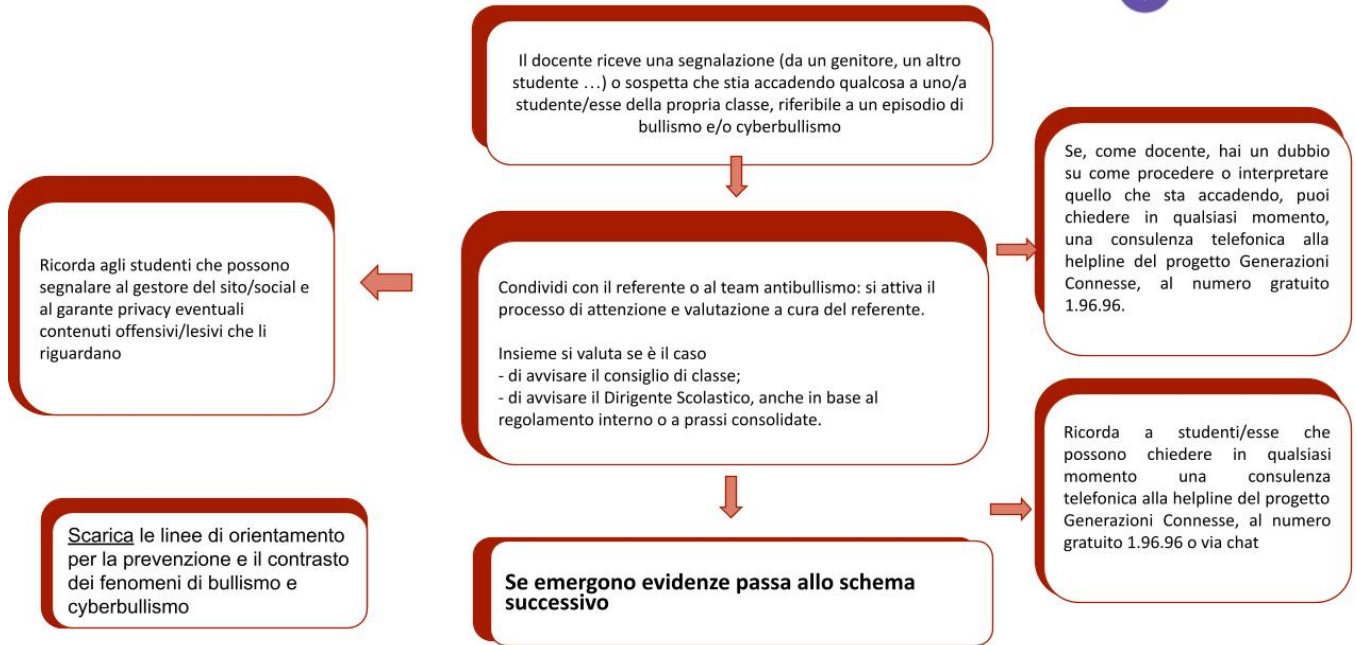 Il docente riceve una segnalazione (da un genitore, un altro
studente …) o sospetta che stia accadendo qualcosa a uno/a
studente/esse della propria classe, riferibile a un episodio di
bullismo e/o cyberbullismo
Se, come docente, hai un dubbio
su come procedere o interpretare
quello che sta accadendo, puoi
chiedere in qualsiasi momento,
una consulenza telefonica alla
helpline del progetto Generazioni
Connesse, al numero gratuito
1.96.96.
Ricorda agli studenti che possono
segnalare al gestore del sito/social e
al garante privacy eventuali
contenuti offensivi/lesivi che li
riguardano
Condividi con il referente o al team antibullismo: si attiva il
processo di attenzione e valutazione a cura del referente.
Insieme si valuta se è il caso
- di avvisare il consiglio di classe;
- di avvisare il Dirigente Scolastico, anche in base al
regolamento interno o a prassi consolidate.
Ricorda a studenti/esse che
possono chiedere in qualsiasi
momento una consulenza
telefonica alla helpline del progetto
Generazioni Connesse, al numero
gratuito 1.96.96 o via chat
Scarica le linee di orientamento
per la prevenzione e il contrasto
dei fenomeni di bullismo e
cyberbullismo
Se emergono evidenze passa allo schema
successivo